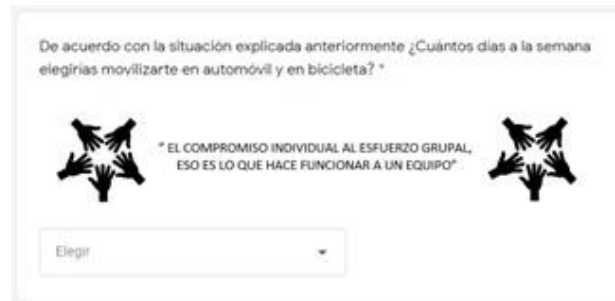 De acuerdo con la situación explicada anteriormente ¿Cuántos días a la semana
elegirías movilizarte en automóvil y en bicicleta? *
" EL COMPROMISO INDIVIDUAL AL ESFUERZO GRUPAL,
ESO ES LO QUE HACE FUNCIONAR A UN EQUIPO"
Elegir